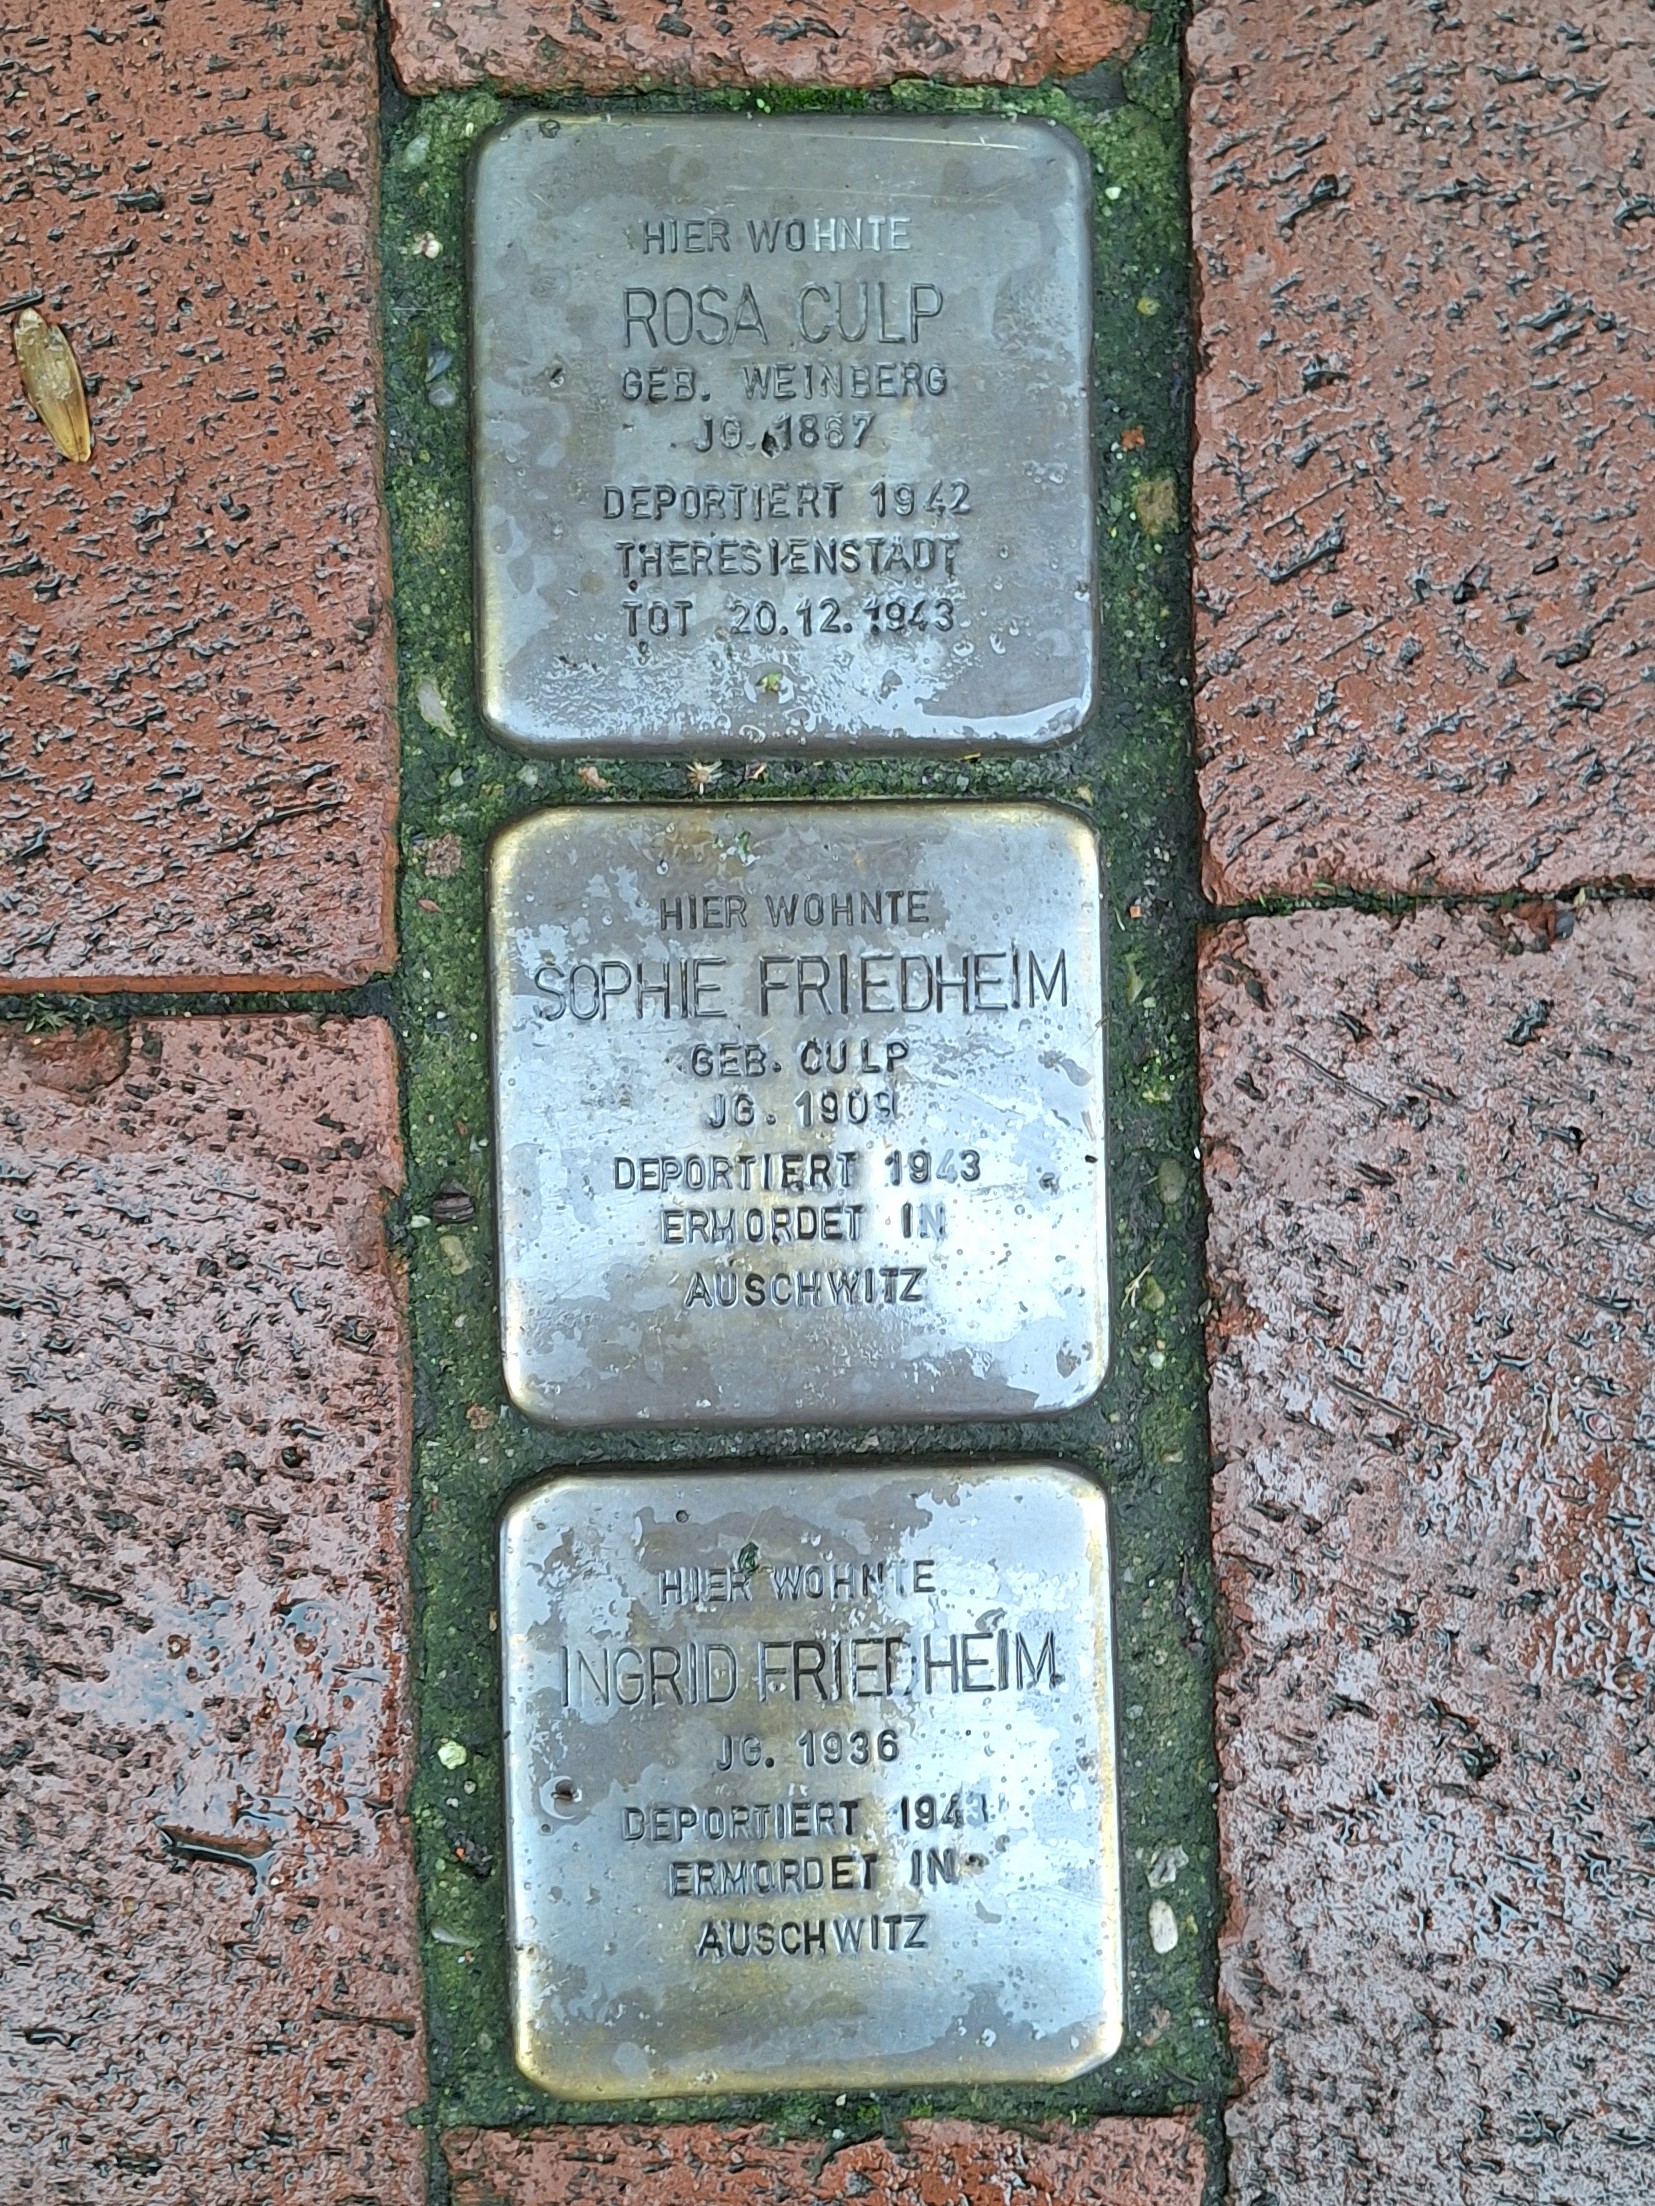 HIER WOHNTE
ROSA CULP
GEB. WEINBERG
JG. 1867
DEPORTIERT 1942
THERESIENSTADT
TOT 20.12.1943
HIER WOHNTE
SOPHIE FRIEDHEIM
GEB. CULP
JG. 1909
DEPORTIERT 1943
ERMORDET IN
AUSCHWITZ
HIER WOHNTE
INGRID FRIEDHEIM
JG. 1936
DEPORTIERT 1943
ERMORDET IN
AUSCHWITZ